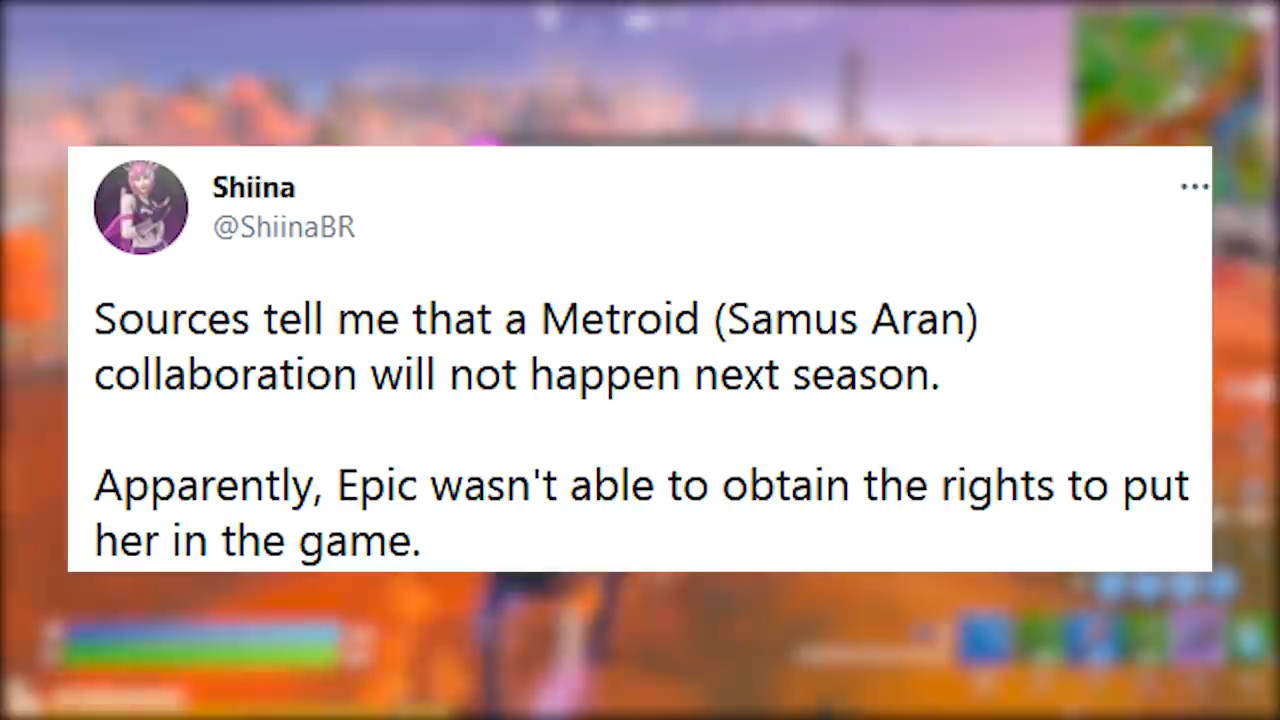 Shiina
@ShiinaBR
Sources tell me that a Metroid (Samus Aran)
collaboration will not happen next season.
Apparently, Epic wasn't able to obtain the rights to put
her in the game.